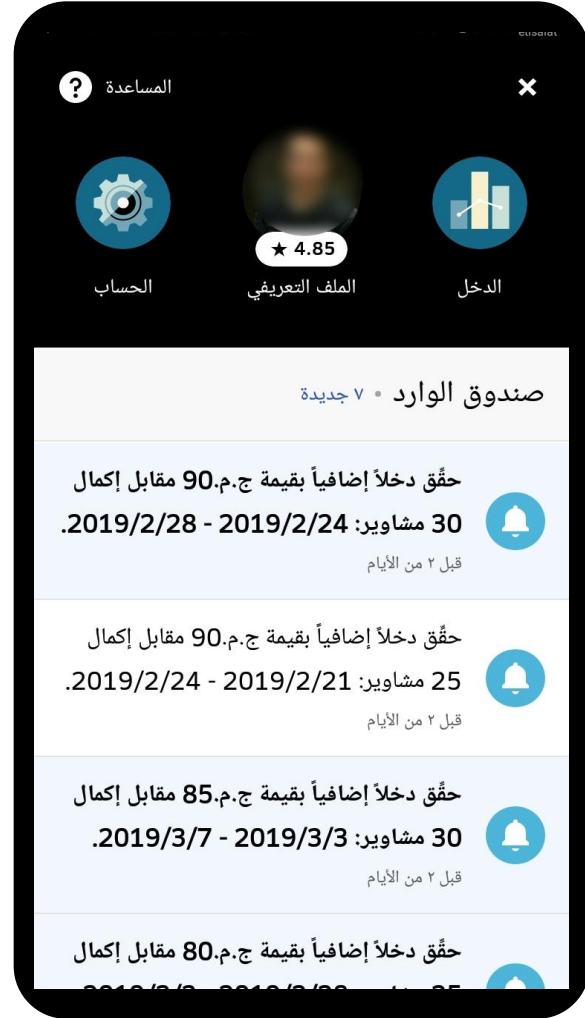 etisalat
المساعدة
4.85 ★
الدخل
الملف التعريفي
الحساب
صندوق الوارد • ٧ جديدة
حقِّق دخلاً إضافياً بقيمة ج.م.90 مقابل إكمال
30 مشاوير: 2019/2/24 - 2019/2/28.
قبل ٢ من الأيام
حقِّق دخلاً إضافياً بقيمة ج.م.90 مقابل إكمال
25 مشاوير: 2019/2/21 - 2019/2/24.
قبل ٢ من الأيام
حقِّق دخلاً إضافياً بقيمة ج.م.85 مقابل إكمال
30 مشاوير: 2019/3/3 - 2019/3/7.
قبل ٢ من الأيام
حقِّق دخلاً إضافياً بقيمة ج.م.80 مقابل إكمال